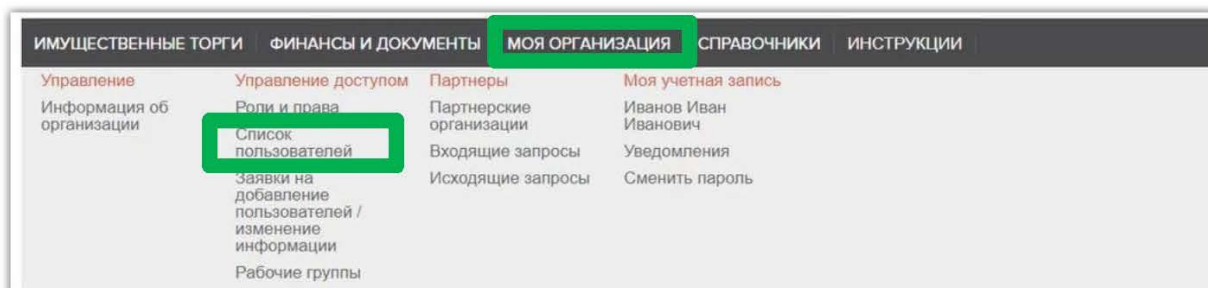 ИМУЩЕСТВЕННЫЕ ТОРГИ ФИНАНСЫ И ДОКУМЕНТЫ МОЯ ОРГАНИЗАЦИЯ СПРАВОЧНИКИ ИНСТРУКЦИИ
Управление
Информация об
организации
Управление доступом
Роли и права
Список
пользователей
Заявки на
добавление
пользователей /
изменение
информации
Рабочие группы
Партнеры
Партнерские
организации
Входящие запросы
Исходящие запросы
Моя учетная запись
Иванов Иван
Иванович
Уведомления
Сменить пароль